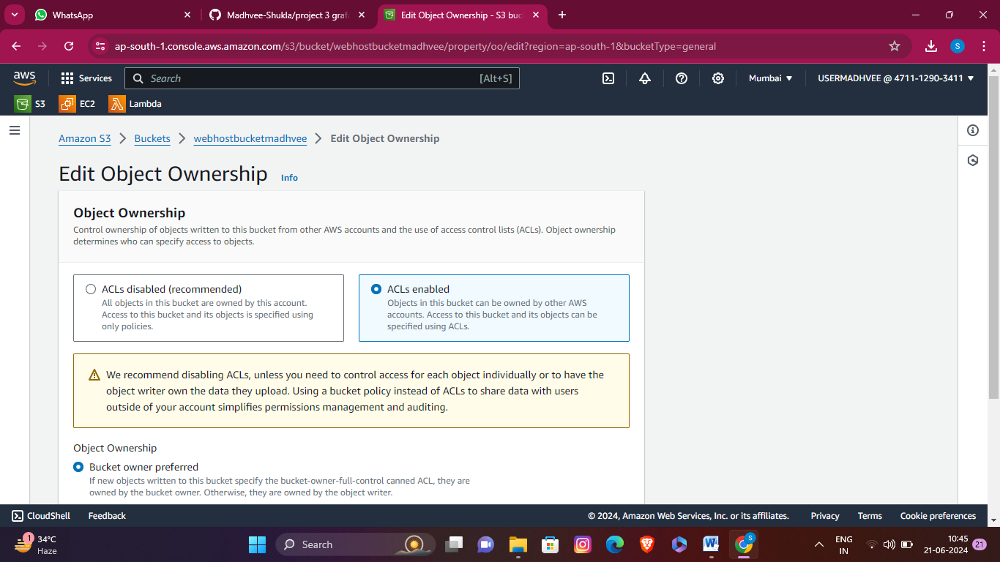 WhatsApp
Madhvee-Shukla/project 3 graf
Edit Object Ownership - S3 buc
ap-south-1.console.aws.amazon.com/s3/bucket/webhostbucketmadhvee/property/oo/edit?region=ap-south-1&bucketType=general
S
aws
Services
Search
[Alt+S]
Mumbai
USERMADHVEE @ 4711-1290-3411
S3
EC2
Lambda
Amazon S3
Buckets
webhostbucketmadhvee
Edit Object Ownership
Edit Object Ownership
Info
Object Ownership
Control ownership of objects written to this bucket from other AWS accounts and the use of access control lists (ACLs). Object ownership
determines who can specify access to objects.
ACLs disabled (recommended)
All objects in this bucket are owned by this account.
Access to this bucket and its objects is specified using
only policies.
ACLs enabled
Objects in this bucket can be owned by other AWS
accounts. Access to this bucket and its objects can be
specified using ACLs.
We recommend disabling ACLs, unless you need to control access for each object individually or to have the
object writer own the data they upload. Using a bucket policy instead of ACLs to share data with users
outside of your account simplifies permissions management and auditing.
Object Ownership
Bucket owner preferred
If new objects written to this bucket specify the bucket-owner-full-control canned ACL, they are
owned by the bucket owner. Otherwise, they are owned by the object writer.
CloudShell
Feedback
© 2024, Amazon Web Services, Inc. or its affiliates.
Privacy
Terms
Cookie preferences
1
34°C
Haze
Search
W
S
ENG
IN
10:45
21-06-2024
21